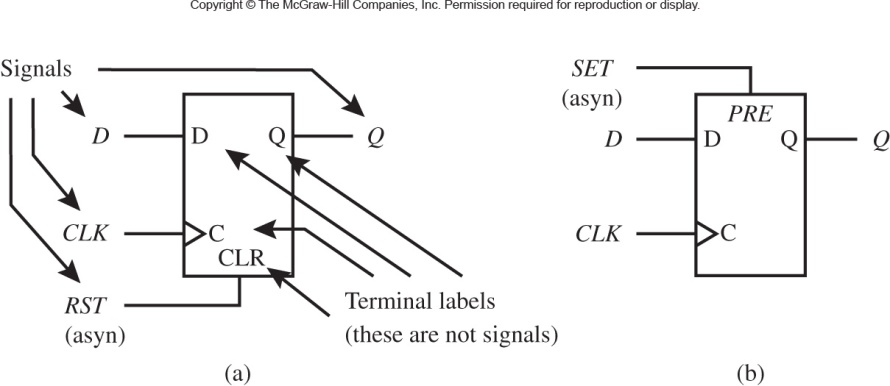 Copyright © The McGraw-Hill Companies, Inc. Permission required for reproduction or display.
Signals
D
D
Q
Q
CLK
C
CLR
RST
(asyn)
Terminal labels
(these are not signals)
(a)
SET
(asyn)
PRE
D
D
Q
Q
CLK
C
(b)